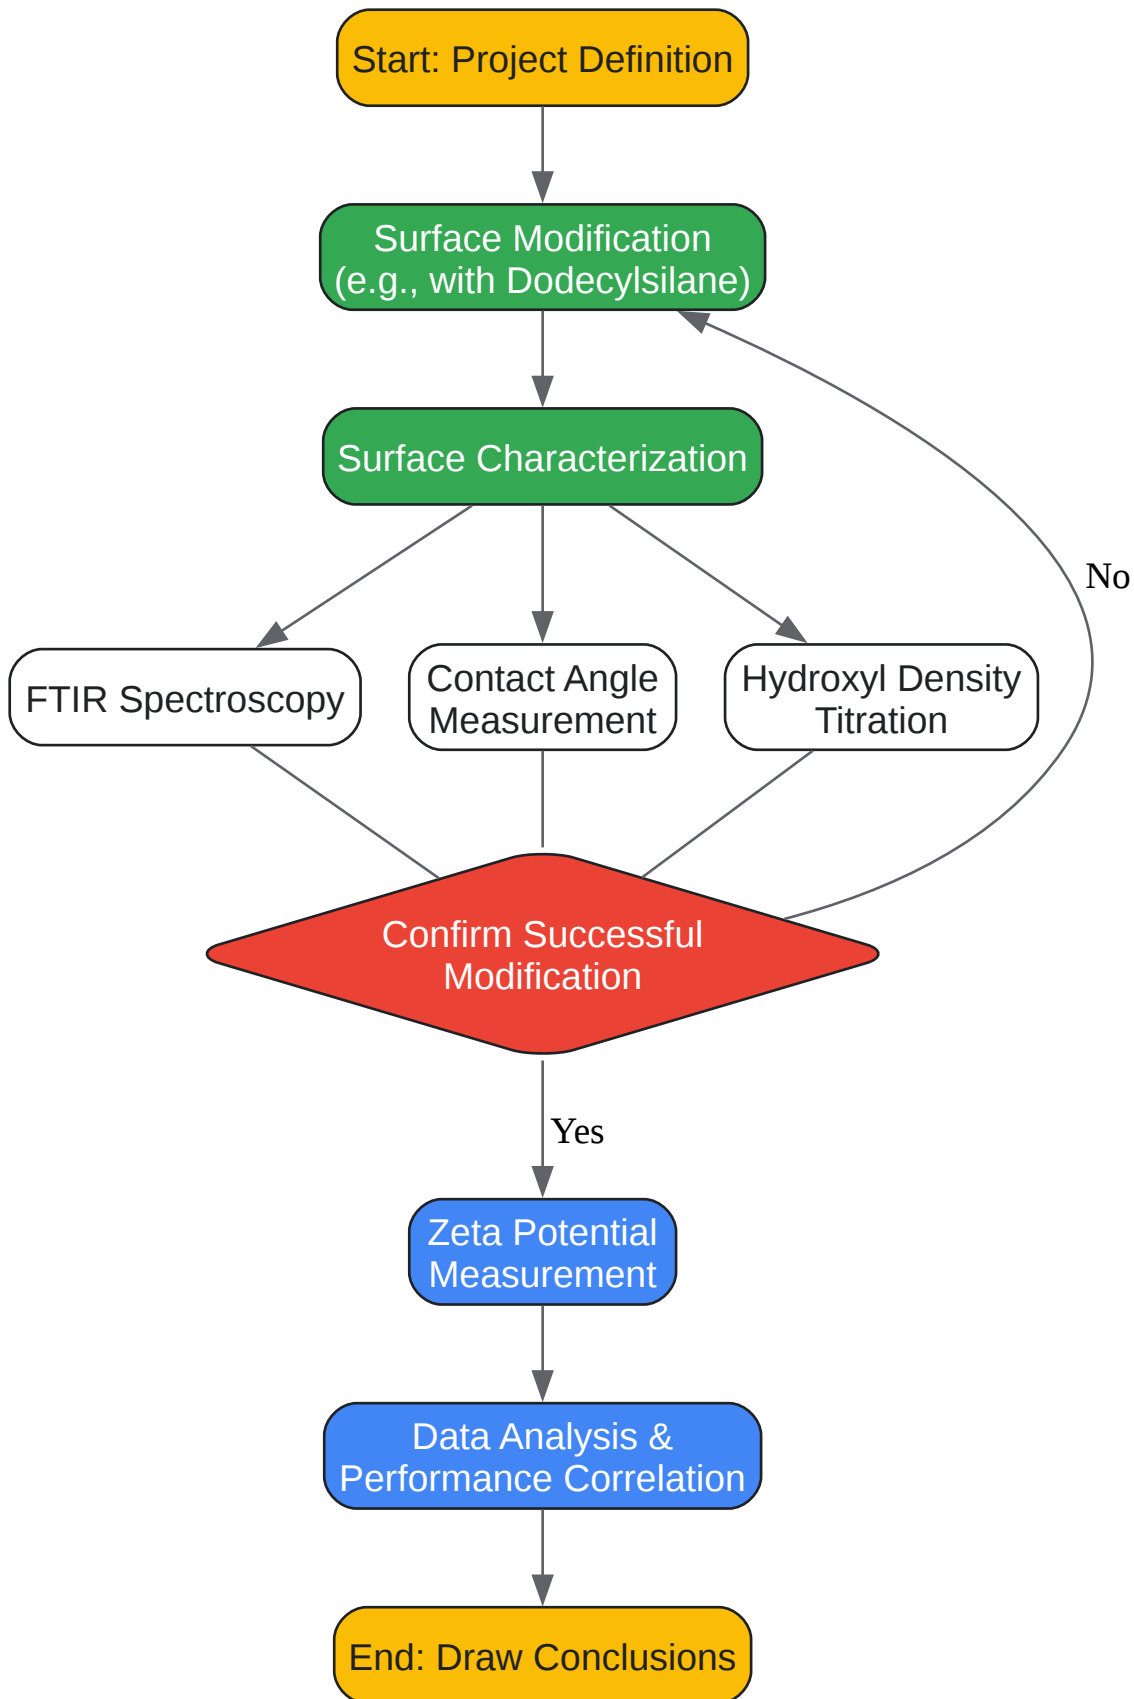 Start: Project Definition
Surface Modification
(e.g., with Dodecylsilane)
Surface Characterization
No
FTIR Spectroscopy
Contact Angle
Measurement
Hydroxyl Density
Titration
Confirm Successful
Modification
Yes
Zeta Potential
Measurement
Data Analysis &
Performance Correlation
End: Draw Conclusions